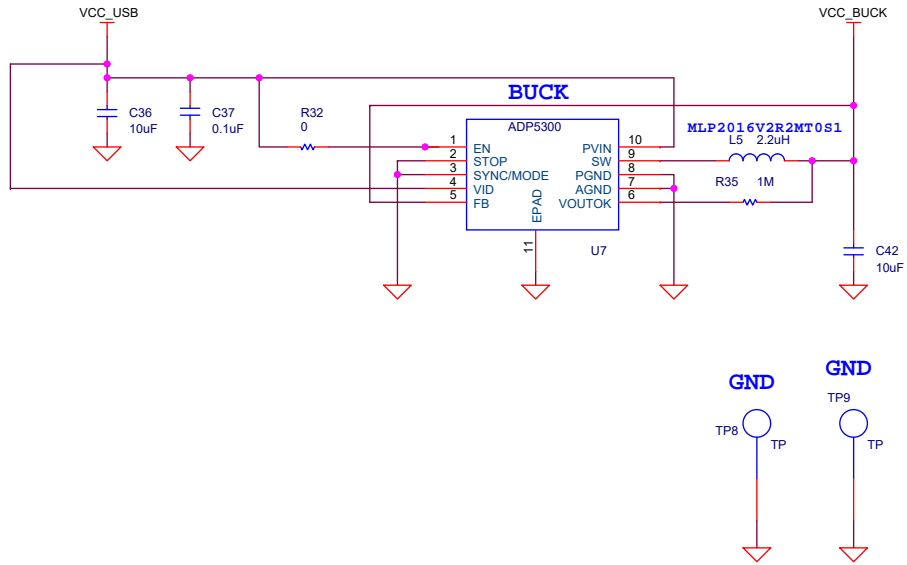 VCC_USB
VCC_BUCK
BUCK
C36
10uF
C37
0.1uF
R32
0
ADP5300
MLP2016V2R2MT0S1
L5 2.2uH
1 EN
2 STOP
3 SYNC/MODE
4 VID
5 FB
PVIN 10
SW 9
PGND 8
AGND 7
VOUTOK 6
EPAD
11
R35 1M
U7
C42
10uF
GND
GND
TP9
TP8
TP
TP